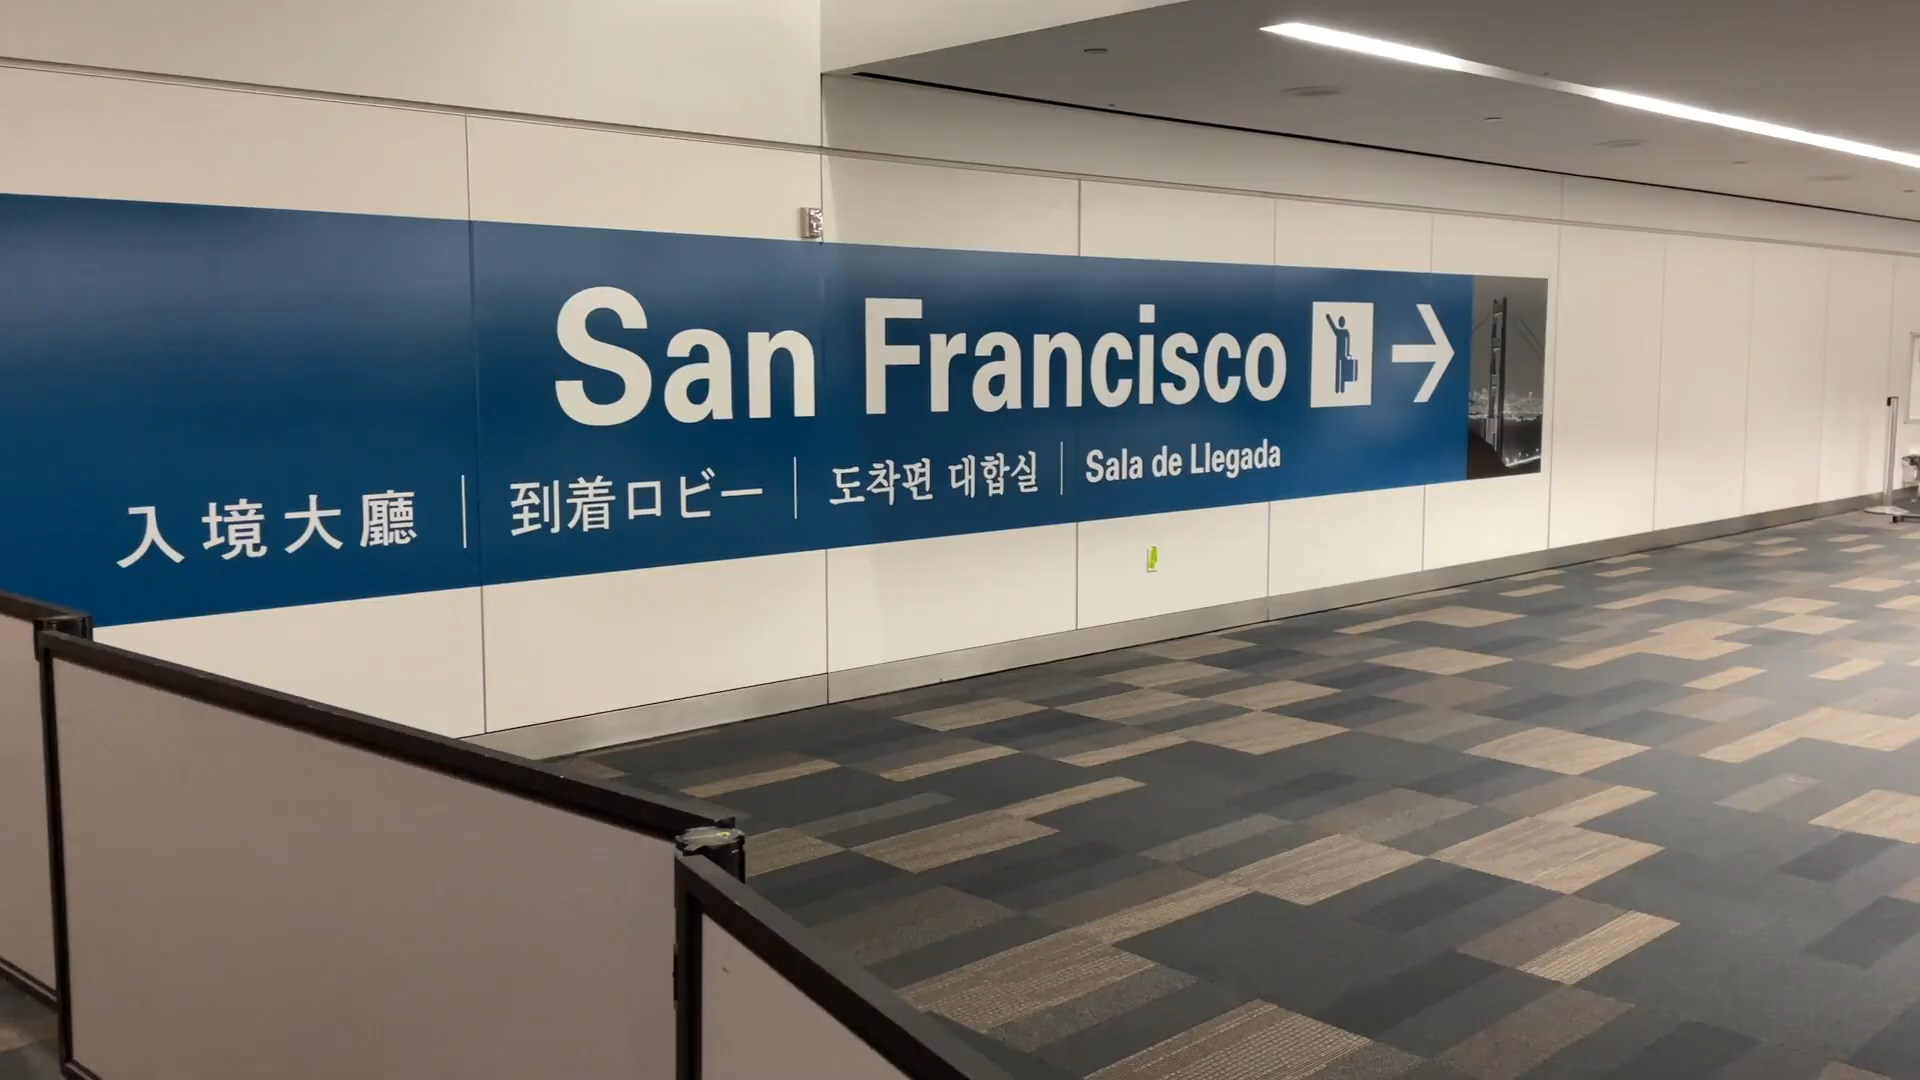 San Francisco
入境大廳 | 到着ロビー | 도착편 대합실 | Sala de Llegada